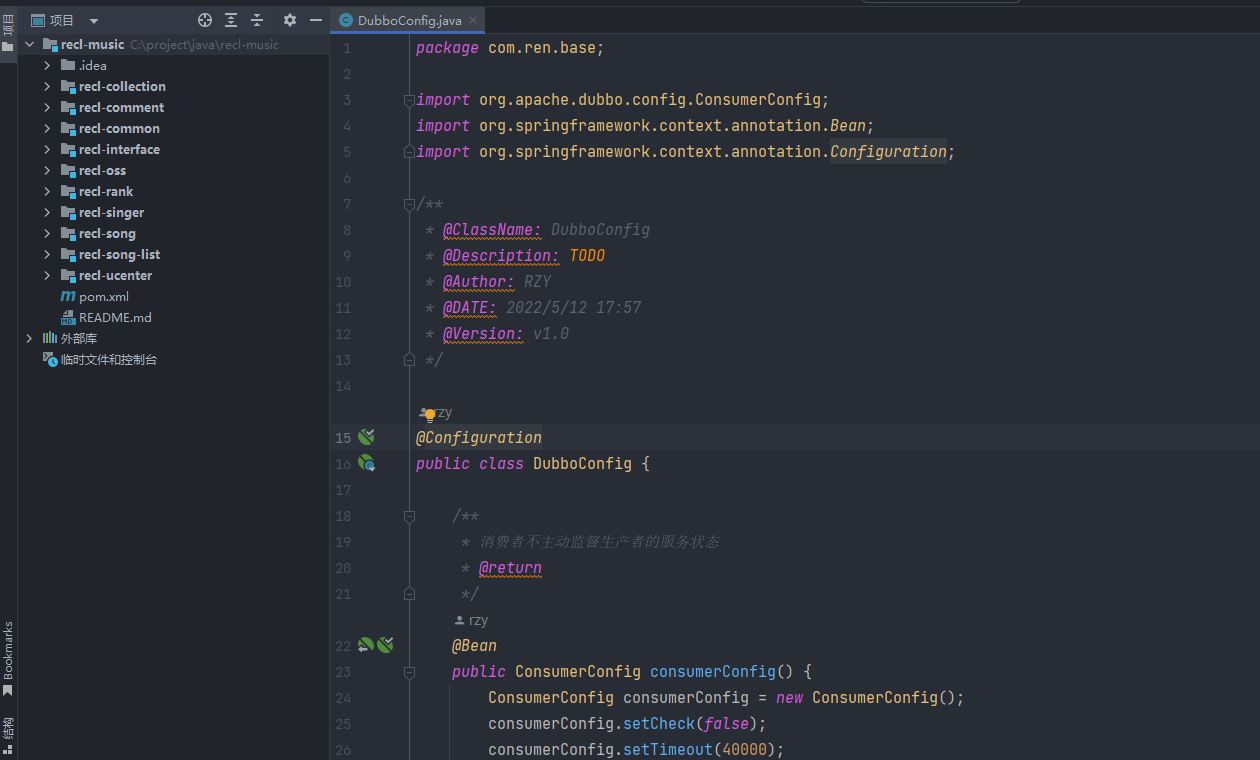 项目
项目
recl-music C:\project\java\recl-music
.idea
recl-collection
recl-comment
recl-common
recl-interface
recl-oss
recl-rank
recl-singer
recl-song
recl-song-list
recl-ucenter
pom.xml
README.md
外部库
临时文件和控制台
Bookmarks
结构
DubboConfig.java
1 package com.ren.base;
2
3 import org.apache.dubbo.config.ConsumerConfig;
4 import org.springframework.context.annotation.Bean;
5 import org.springframework.context.annotation.Configuration;
6
7 /**
8 * @ClassName: DubboConfig
9 * @Description: TODO
10 * @Author: RZY
11 * @DATE: 2022/5/12 17:57
12 * @Version: v1.0
13 */
14
rzy
15 @Configuration
16 public class DubboConfig {
17
18 /**
19 * 消费者不主动监督生产者的服务状态
20 * @return
21 */
rzy
22 @Bean
23 public ConsumerConfig consumerConfig() {
24 ConsumerConfig consumerConfig = new ConsumerConfig();
25 consumerConfig.setCheck(false);
26 consumerConfig.setTimeout(40000);